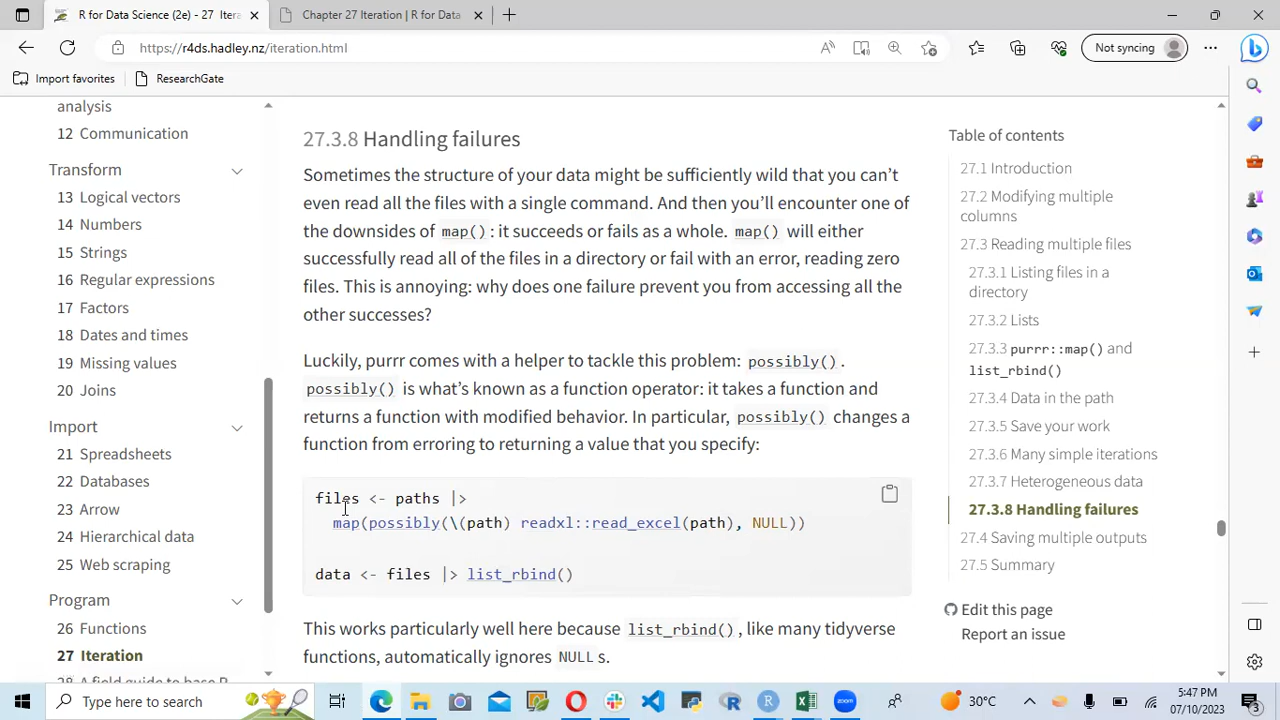 R for Data Science (2) - 27 Iterat
Chapter 27 Iteration | R for Data
https://r4ds.hadley.nz/iteration.html
Not syncing
Import favorites
ResearchGate
analysis
12 Communication
Transform
13 Logical vectors
14 Numbers
15 Strings
16 Regular expressions
17 Factors
18 Dates and times
19 Missing values
20 Joins
Import
21 Spreadsheets
22 Databases
23 Arrow
24 Hierarchical data
25 Web scraping
Program
26 Functions
27 Iteration
28 A field guide to base R
27.3.8 Handling failures
Sometimes the structure of your data might be sufficiently wild that you can't
even read all the files with a single command. And then you'll encounter one of
the downsides of map(): it succeeds or fails as a whole. map() will either
successfully read all of the files in a directory or fail with an error, reading zero
files. This is annoying: why does one failure prevent you from accessing all the
other successes?
Luckily, purrr comes with a helper to tackle this problem: possibly().
possibly() is what's known as a function operator: it takes a function and
returns a function with modified behavior. In particular, possibly() changes a
function from erroring to returning a value that you specify:
files <- paths |>
map(possibly(\(path) readxl::read_excel(path), NULL))
data <- files |> list_rbind()
This works particularly well here because list_rbind(), like many tidyverse
functions, automatically ignores NULLs.
Table of contents
27.1 Introduction
27.2 Modifying multiple
columns
27.3 Reading multiple files
27.3.1 Listing files in a
directory
27.3.2 Lists
27.3.3 purrr::map() and
list_rbind()
27.3.4 Data in the path
27.3.5 Save your work
27.3.6 Many simple iterations
27.3.7 Heterogeneous data
27.3.8 Handling failures
27.4 Saving multiple outputs
27.5 Summary
Edit this page
Report an issue
Type here to search
30°C
5:47 PM
07/10/2023
3